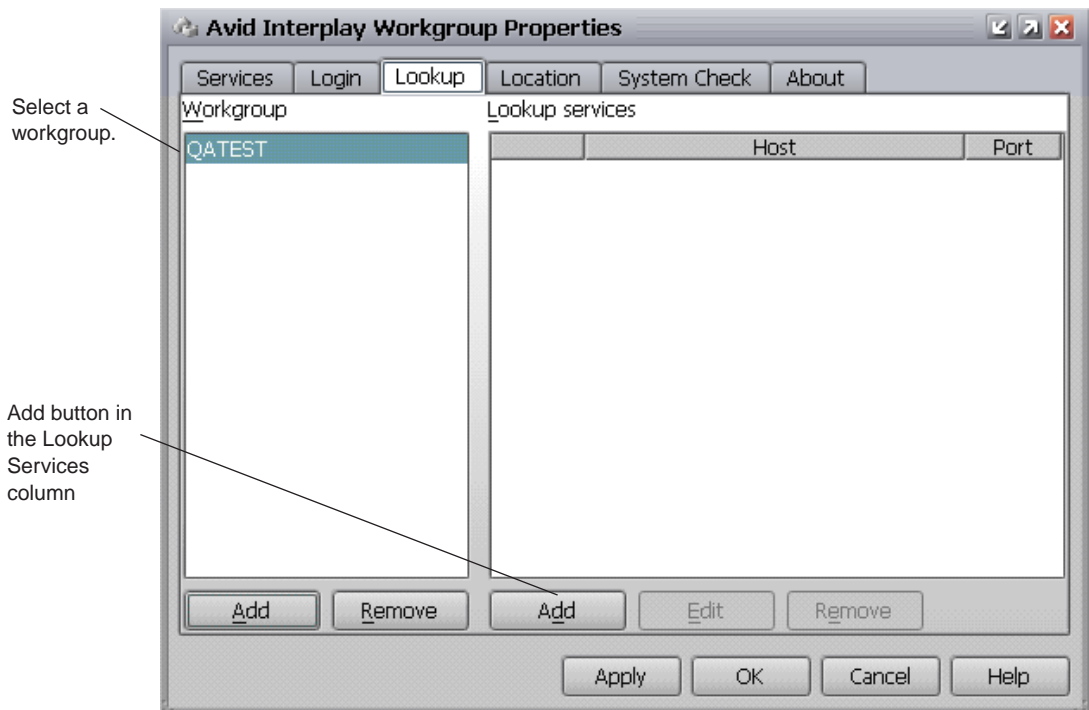 Avid Interplay Workgroup Properties
Services Login Lookup Location System Check About
Select a
workgroup.
Workgroup Lookup services
QATEST
Host Port
Add button in
the Lookup
Services
column
Add Remove Add Edit Remove
Apply OK Cancel Help